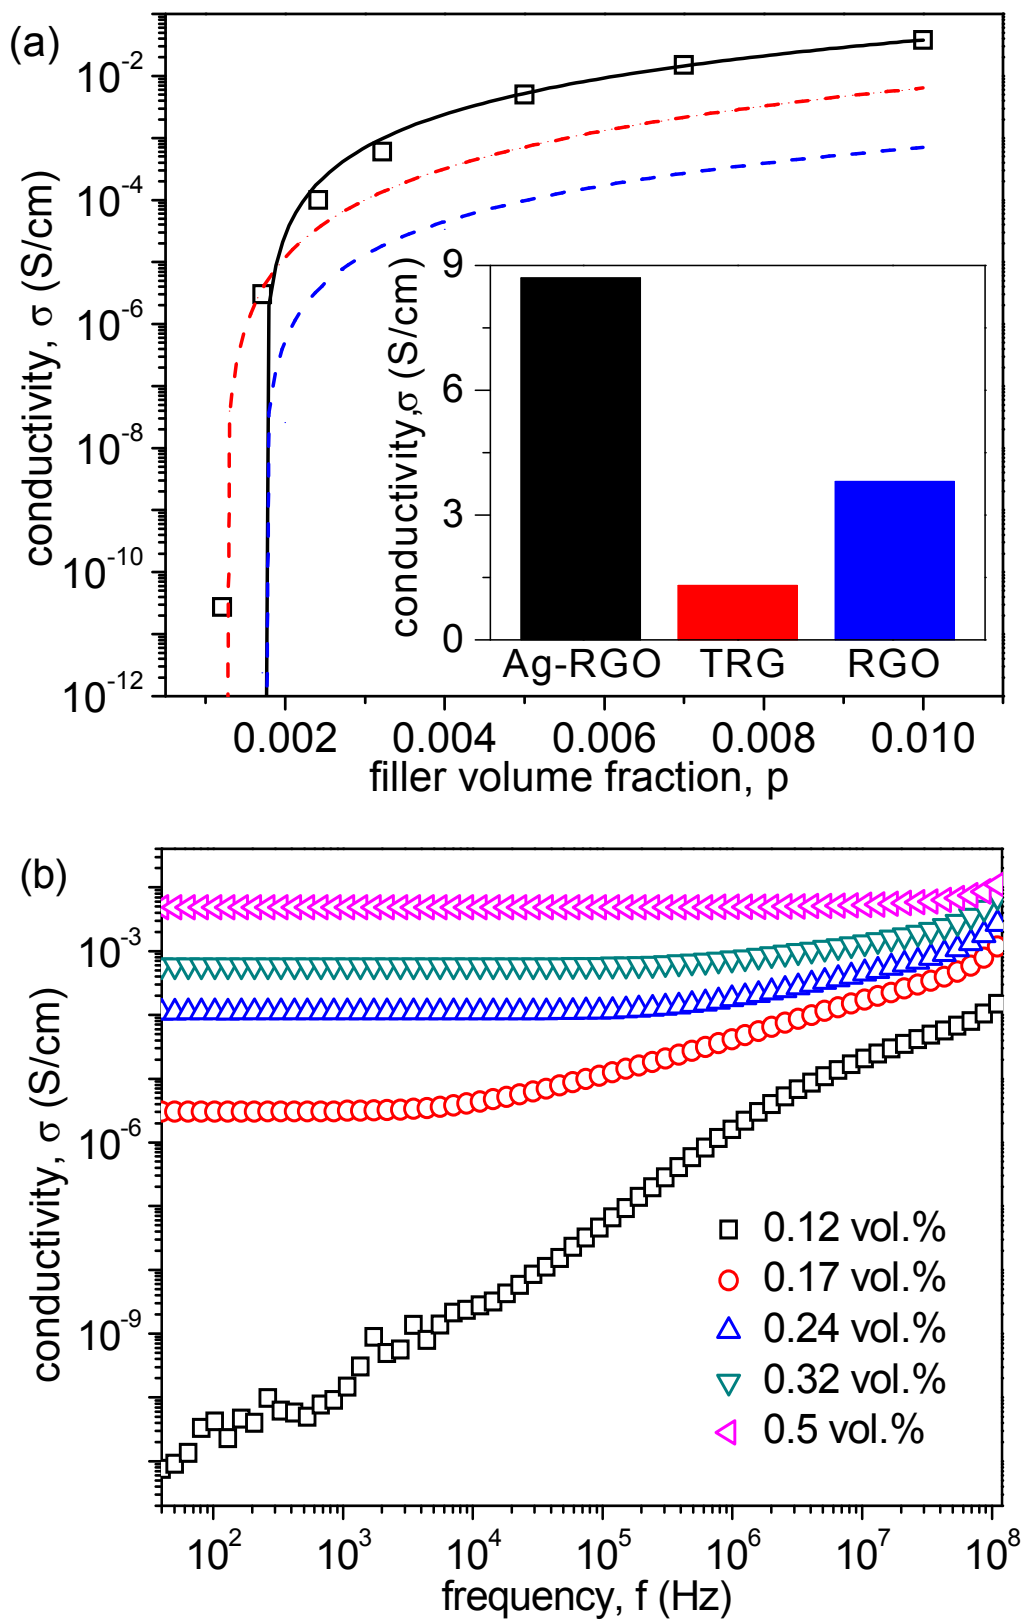 (a)
conductivity, σ (S/cm)
10⁻²
10⁻⁴
10⁻⁶
10⁻⁸
10⁻¹⁰
10⁻¹²
conductivity,σ (S/cm)
9
6
3
0
Ag-RGO TRG RGO
0.002 0.004 0.006 0.008 0.010
filler volume fraction, p
(b)
conductivity, σ (S/cm)
10⁻³
10⁻⁶
10⁻⁹
0.12 vol.%
0.17 vol.%
0.24 vol.%
0.32 vol.%
0.5 vol.%
10² 10³ 10⁴ 10⁵ 10⁶ 10⁷ 10⁸
frequency, f (Hz)